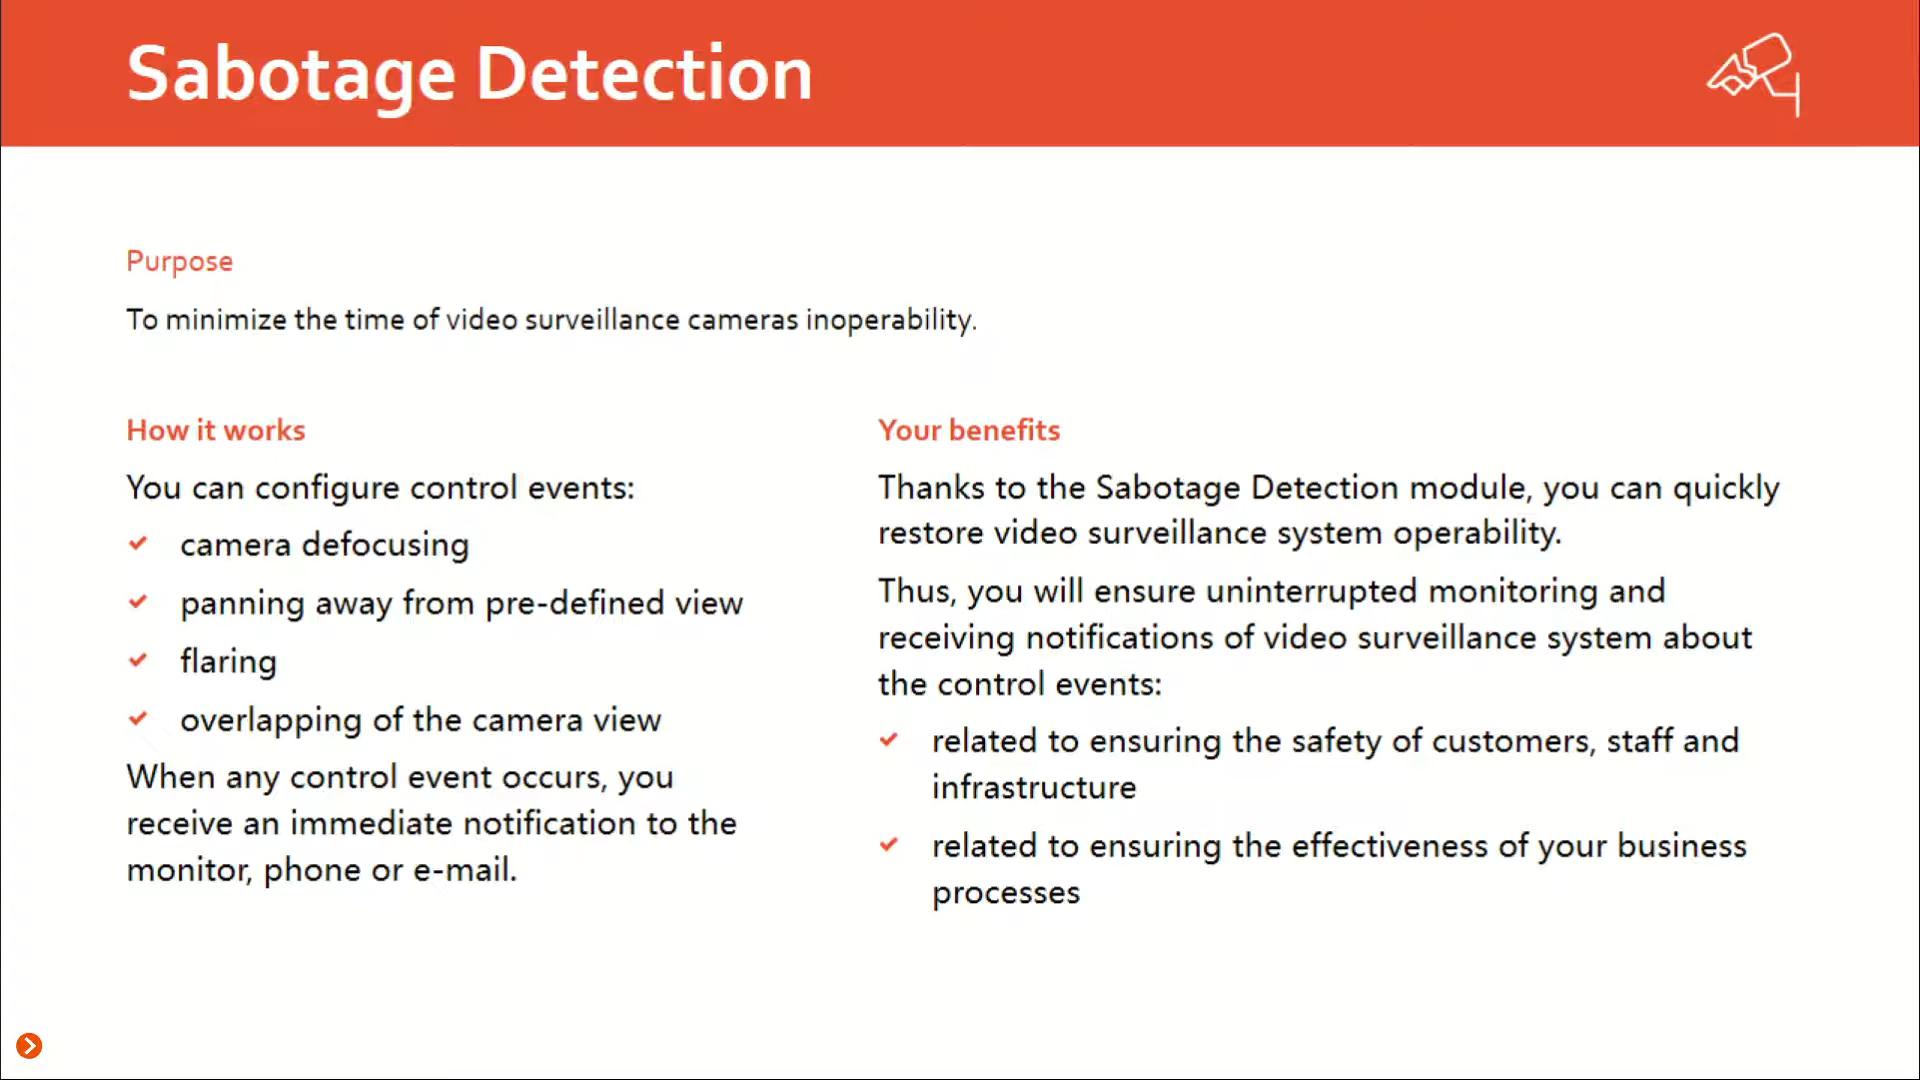 Sabotage Detection
Purpose
To minimize the time of video surveillance cameras inoperability.
How it works
You can configure control events:
camera defocusing
panning away from pre-defined view
flaring
overlapping of the camera view
When any control event occurs, you
receive an immediate notification to the
monitor, phone or e-mail.
Your benefits
Thanks to the Sabotage Detection module, you can quickly
restore video surveillance system operability.
Thus, you will ensure uninterrupted monitoring and
receiving notifications of video surveillance system about
the control events:
related to ensuring the safety of customers, staff and
infrastructure
related to ensuring the effectiveness of your business
processes